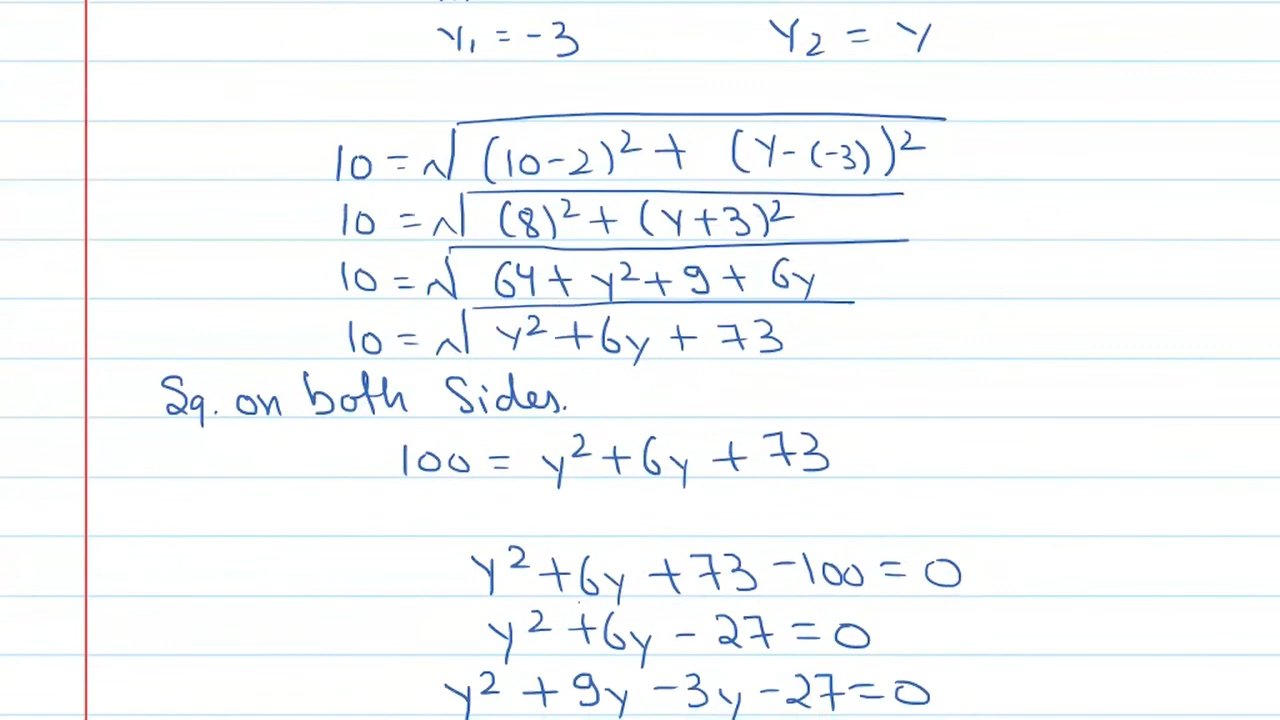 Y₁ = -3 Y₂ = Y
10 = √((10-2)² + (Y-(-3))²)
10 = √((8)² + (Y+3)²)
10 = √(64 + y² + 9 + 6y)
10 = √(y² + 6y + 73)
Sq. on both Sides.
100 = y² + 6y + 73
y² + 6y + 73 - 100 = 0
y² + 6y - 27 = 0
y² + 9y - 3y - 27 = 0